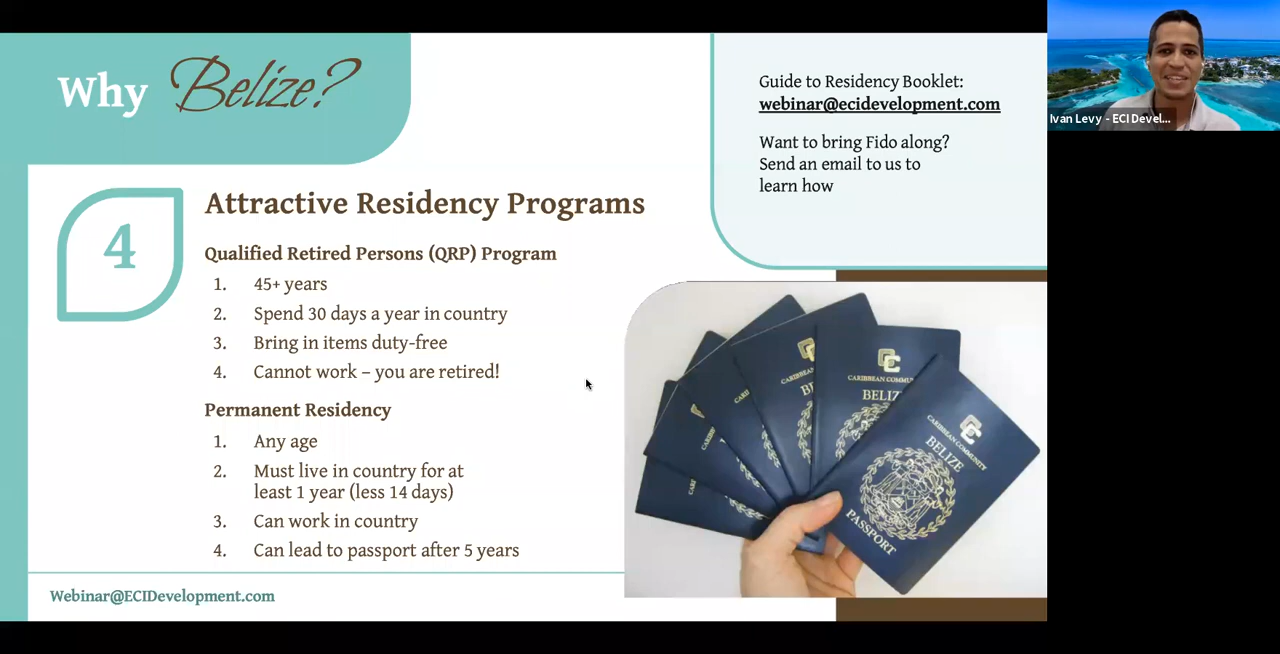 Why Belize?
Guide to Residency Booklet:
webinar@ecidevelopment.com
Want to bring Fido along?
Send an email to us to
learn how
Ivan Levy - ECI Devel...
4
Attractive Residency Programs
Qualified Retired Persons (QRP) Program
1. 45+ years
2. Spend 30 days a year in country
3. Bring in items duty-free
4. Cannot work – you are retired!
Permanent Residency
1. Any age
2. Must live in country for at
least 1 year (less 14 days)
3. Can work in country
4. Can lead to passport after 5 years
CARIBBEAN COMMUNITY
BELIZE
PASSPORT
Webinar@ECIDevelopment.com